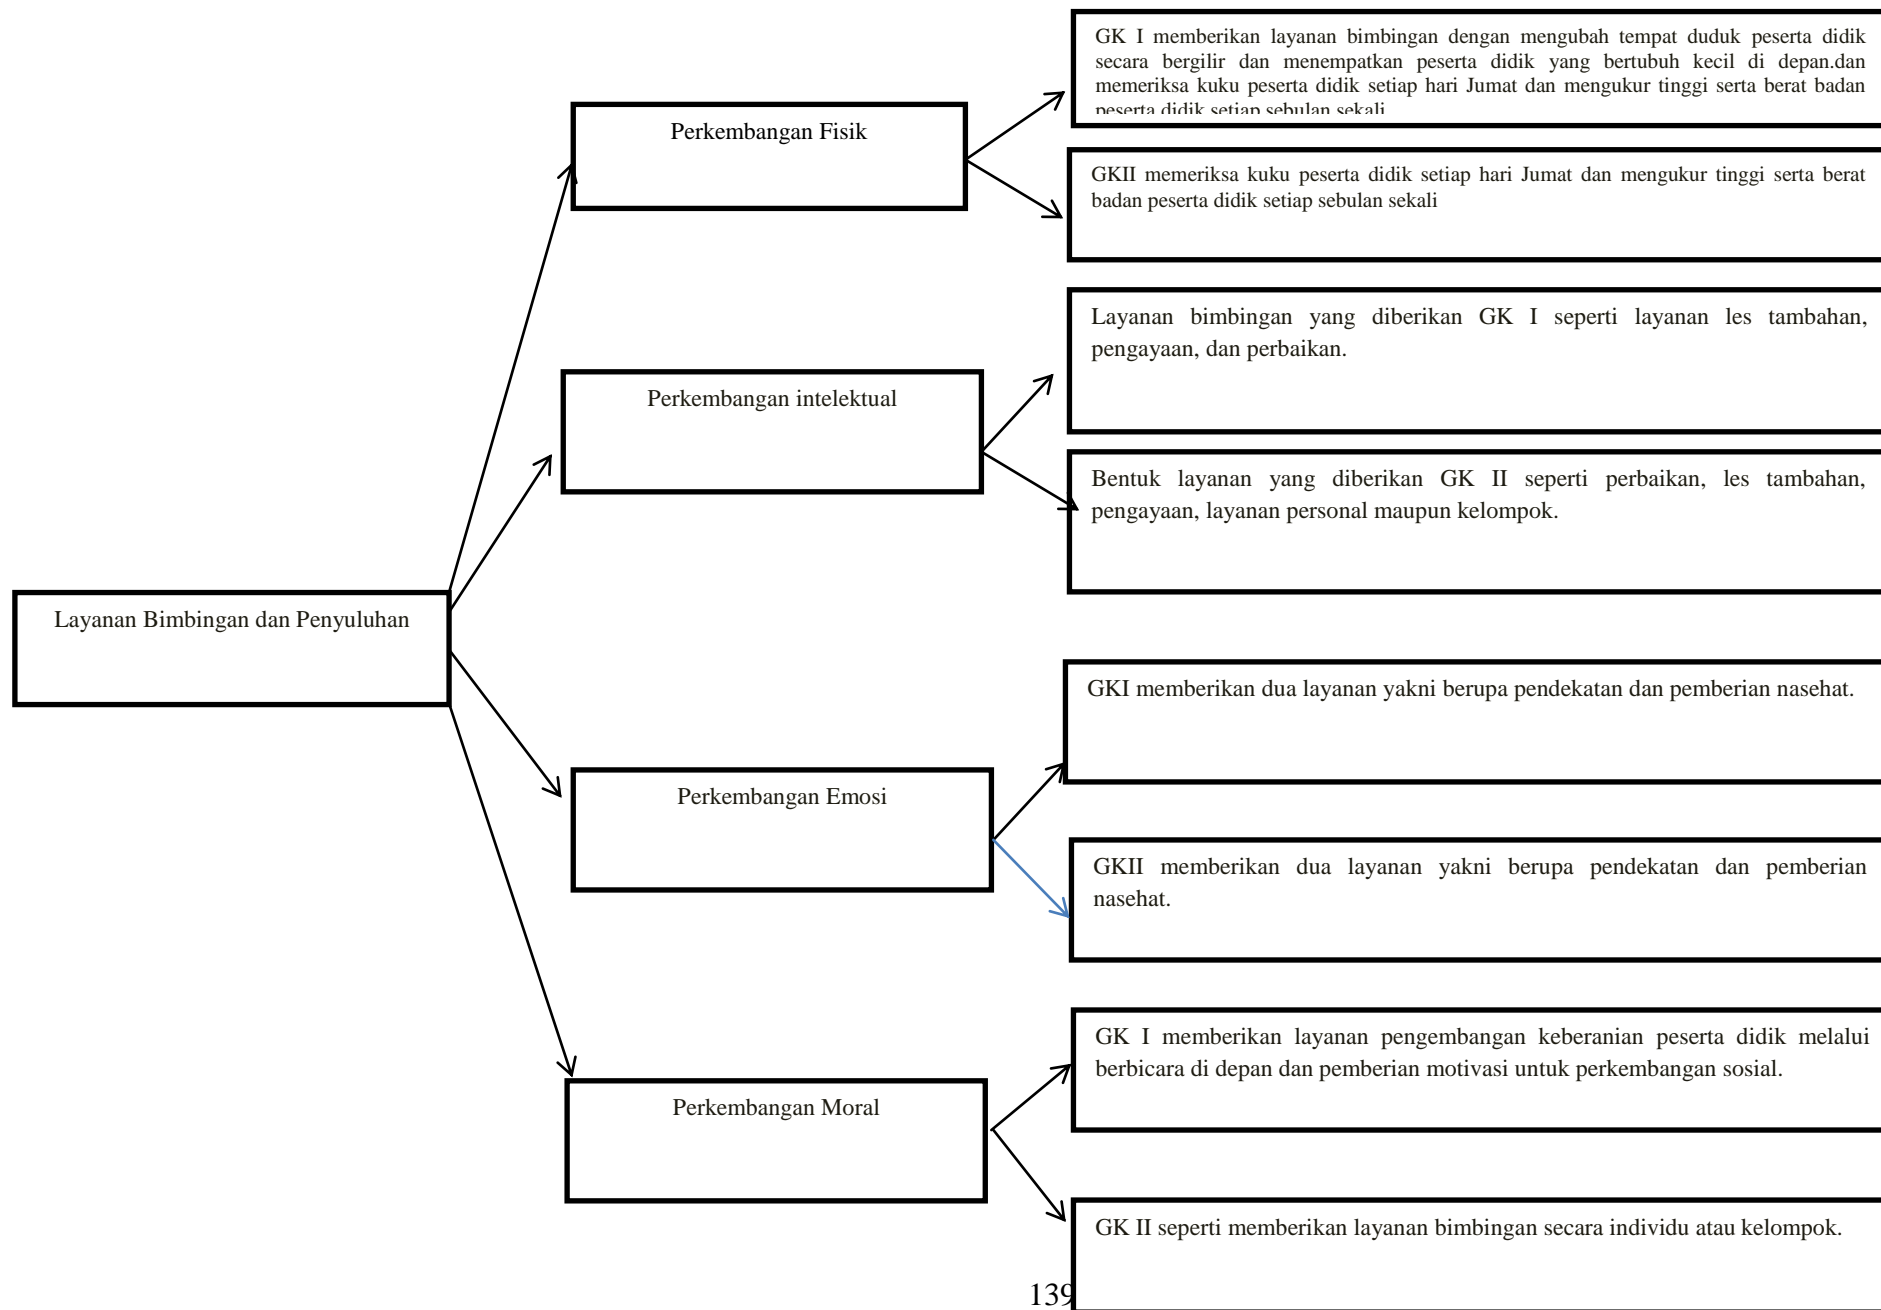 GK I memberikan layanan bimbingan dengan mengubah tempat duduk peserta didik
secara bergilir dan menempatkan peserta didik yang bertubuh kecil di depan.dan
memeriksa kuku peserta didik setiap hari Jumat dan mengukur tinggi serta berat badan
peserta didik setiap sebulan sekali
Perkembangan Fisik
GKII memeriksa kuku peserta didik setiap hari Jumat dan mengukur tinggi serta berat
badan peserta didik setiap sebulan sekali
Layanan bimbingan yang diberikan GK I seperti layanan les tambahan,
pengayaan, dan perbaikan.
Perkembangan intelektual
Bentuk layanan yang diberikan GK II seperti perbaikan, les tambahan,
pengayaan, layanan personal maupun kelompok.
Layanan Bimbingan dan Penyuluhan
GKI memberikan dua layanan yakni berupa pendekatan dan pemberian nasehat.
Perkembangan Emosi
GKII memberikan dua layanan yakni berupa pendekatan dan pemberian
nasehat.
GK I memberikan layanan pengembangan keberanian peserta didik melalui
berbicara di depan dan pemberian motivasi untuk perkembangan sosial.
Perkembangan Moral
GK II seperti memberikan layanan bimbingan secara individu atau kelompok.
139